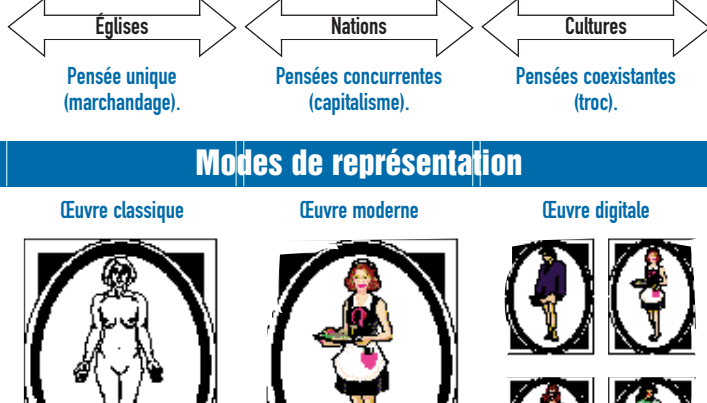 Églises
Nations
Cultures
Pensée unique
(marchandage).
Pensées concurrentes
(capitalisme).
Pensées coexistantes
(troc).
Modes de représentation
Œuvre classique
Œuvre moderne
Œuvre digitale